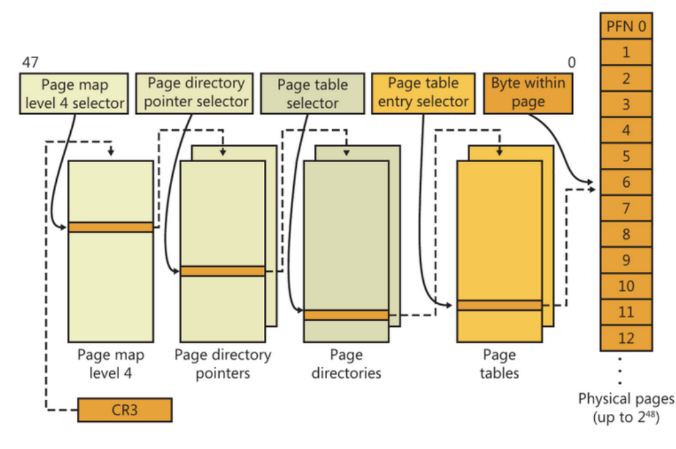 PFN 0
47
0
Page map
level 4 selector
Page directory
pointer selector
Page table
selector
Page table
entry selector
Byte within
page
1
2
3
4
5
6
7
8
9
10
11
12
Page map
level 4
Page directory
pointers
Page
directories
Page
tables
CR3
Physical pages
(up to 2⁴⁸)